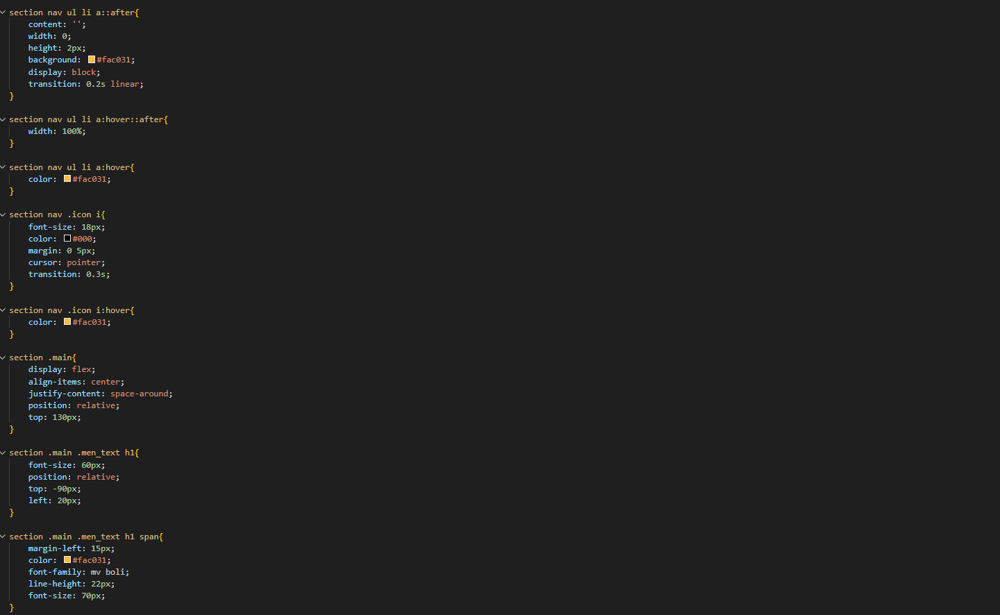 section nav ul li a::after{
content: '';
width: 0;
height: 2px;
background: #fac031;
display: block;
transition: 0.2s linear;
}
section nav ul li a:hover::after{
width: 100%;
}
section nav ul li a:hover{
color: #fac031;
}
section nav .icon i{
font-size: 18px;
color: #000;
margin: 0 5px;
cursor: pointer;
transition: 0.3s;
}
section nav .icon i:hover{
color: #fac031;
}
section .main{
display: flex;
align-items: center;
justify-content: space-around;
position: relative;
top: 130px;
}
section .main .men_text h1{
font-size: 60px;
position: relative;
top: -90px;
left: 20px;
}
section .main .men_text h1 span{
margin-left: 15px;
color: #fac031;
font-family: mv boli;
line-height: 22px;
font-size: 70px;
}